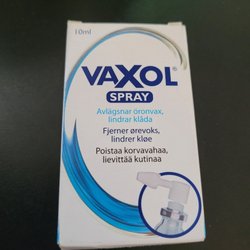 10ml
VAXOL®
SPRAY
Avlägsnar öronvax,
lindrar klåda
Fjerner ørevoks,
lindrer kløe
Poistaa korvavahaa,
lievittää kutinaa